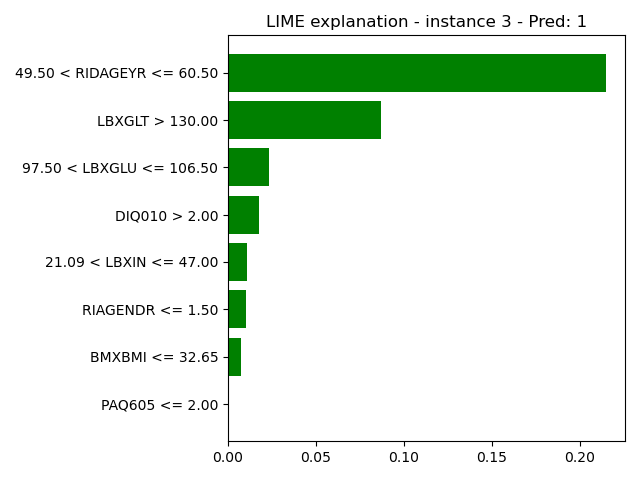 LIME explanation - instance 3 - Pred: 1
49.50 < RIDAGEYR <= 60.50
LBXGLT > 130.00
97.50 < LBXGLU <= 106.50
DIQ010 > 2.00
21.09 < LBXIN <= 47.00
RIAGENDR <= 1.50
BMXBMI <= 32.65
PAQ605 <= 2.00
0.00 0.05 0.10 0.15 0.20